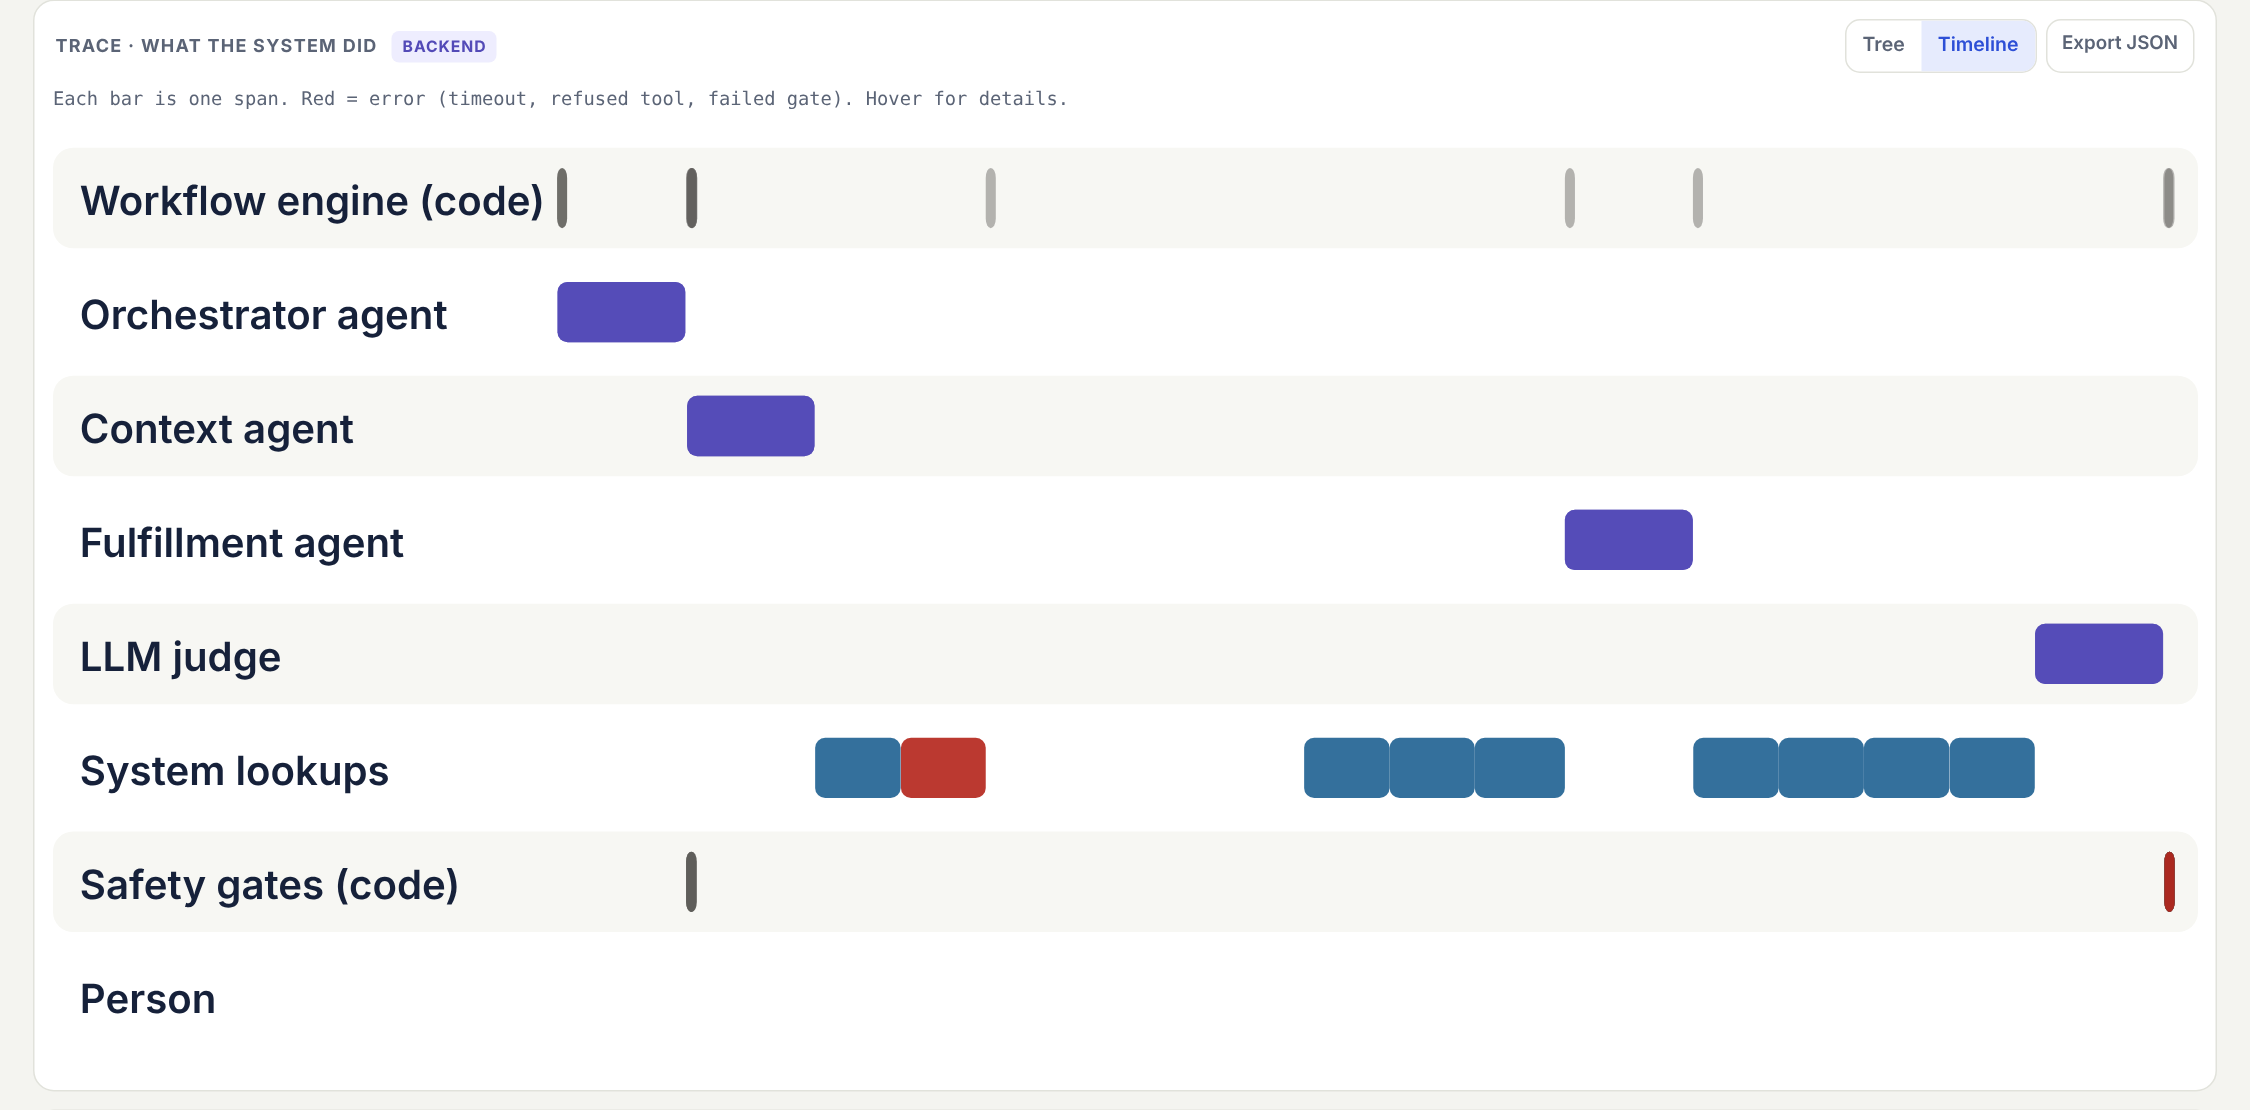 TRACE · WHAT THE SYSTEM DID BACKEND Tree Timeline Export JSON
Each bar is one span. Red = error (timeout, refused tool, failed gate). Hover for details.
Workflow engine (code)
Orchestrator agent
Context agent
Fulfillment agent
LLM judge
System lookups
Safety gates (code)
Person